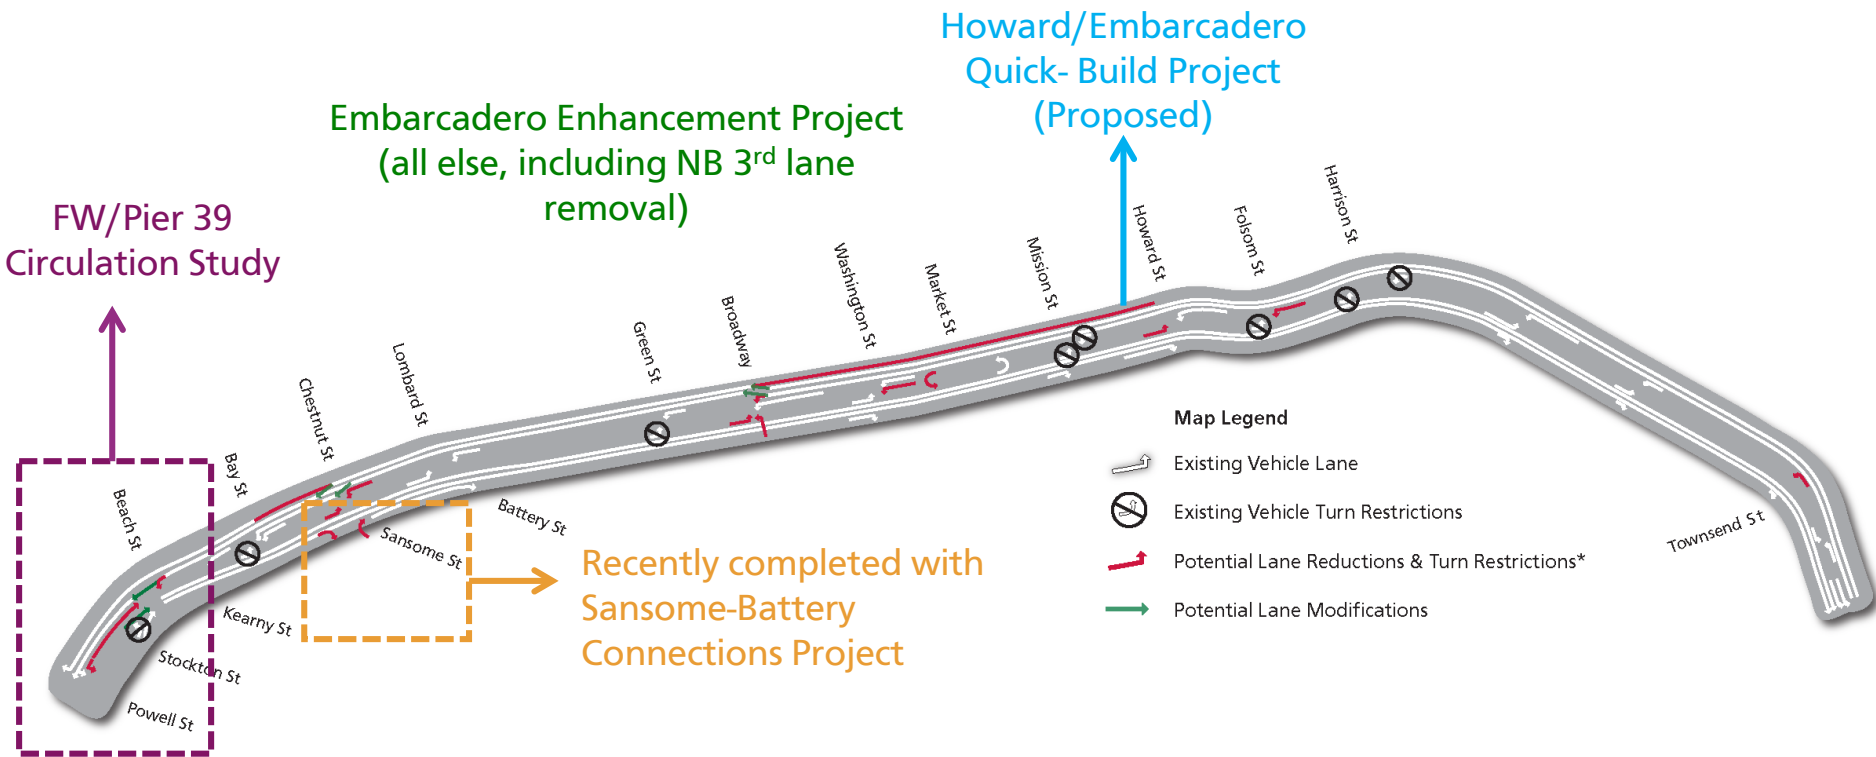 Howard/Embarcadero
Quick- Build Project
(Proposed)
Embarcadero Enhancement Project
(all else, including NB 3rd lane
removal)
FW/Pier 39
Circulation Study
Harrison St
Folsom St
Howard St
Mission St
Market St
Washington St
Broadway
Green St
Lombard St
Chestnut St
Bay St
Beach St
Battery St
Sansome St
Kearny St
Stockton St
Powell St
Townsend St
Recently completed with
Sansome-Battery
Connections Project
Map Legend
Existing Vehicle Lane
Existing Vehicle Turn Restrictions
Potential Lane Reductions & Turn Restrictions*
Potential Lane Modifications